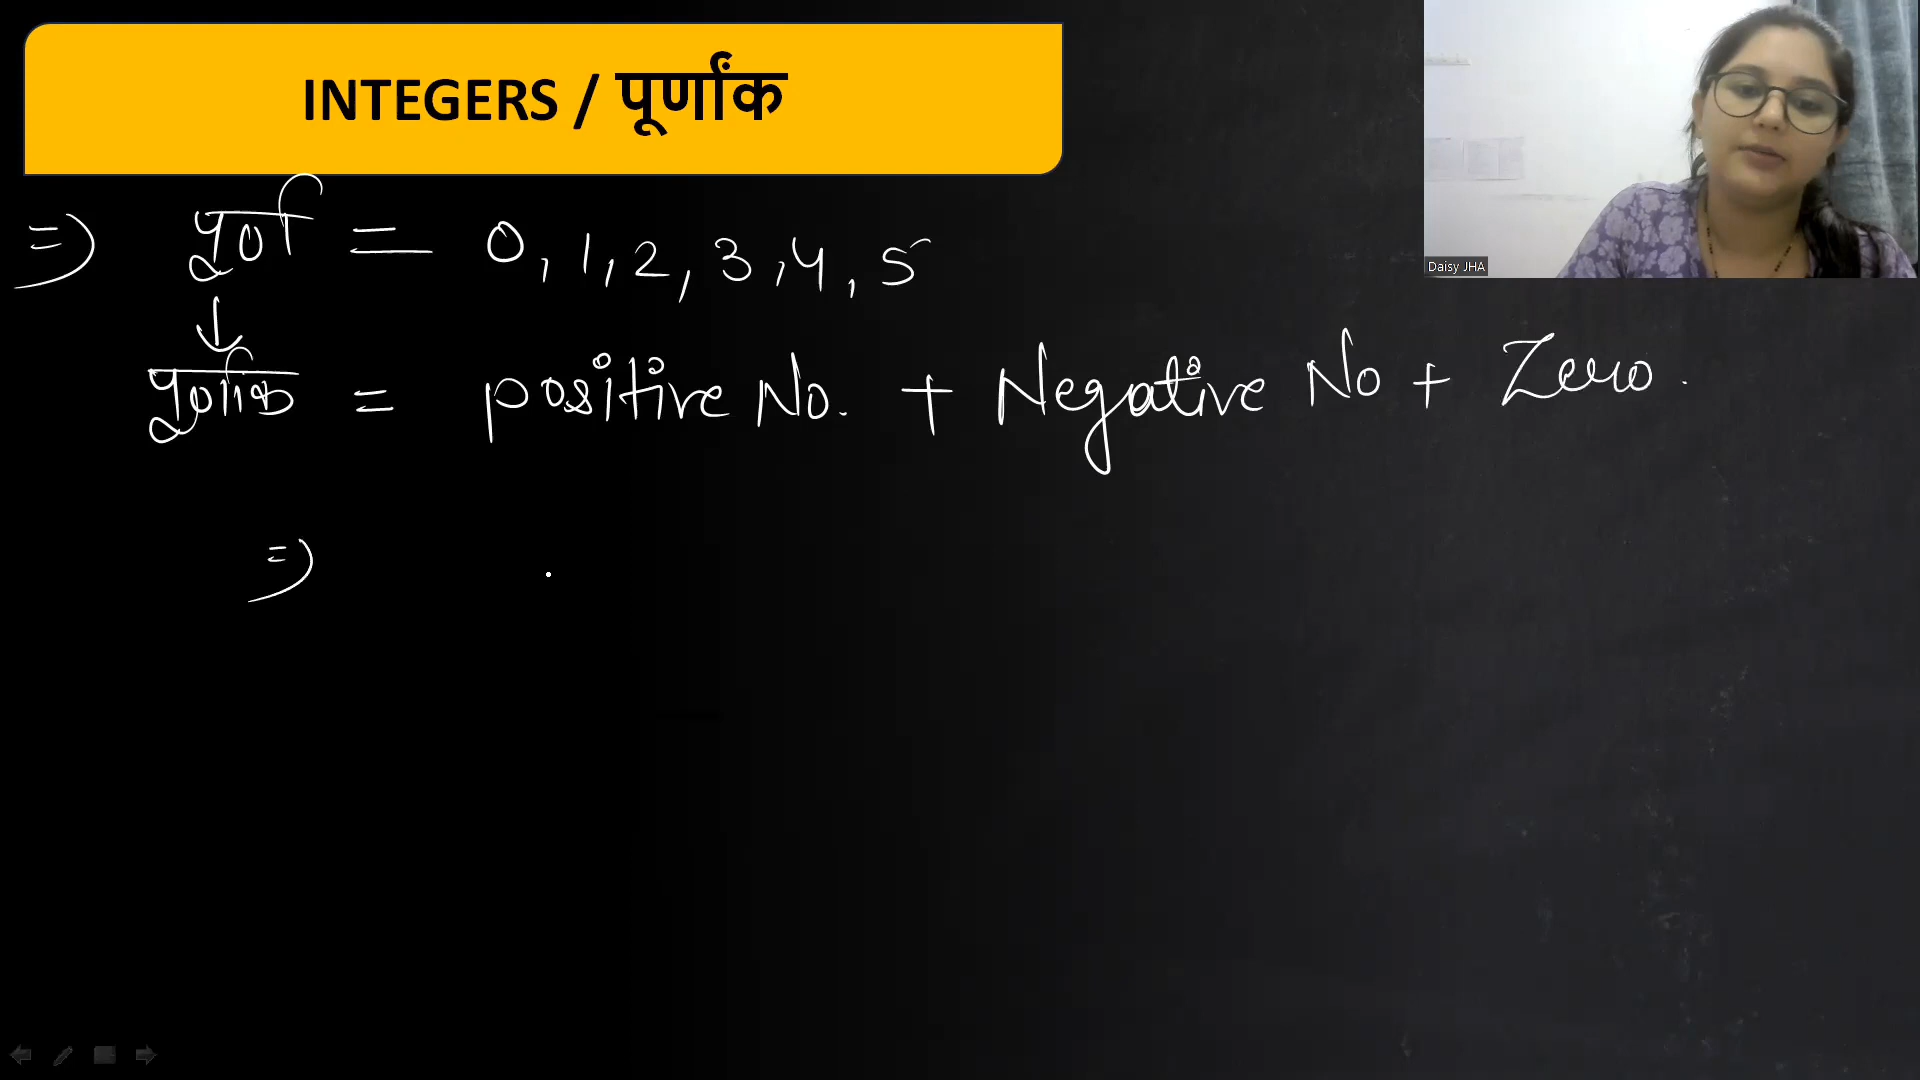 INTEGERS / पूर्णांक
Daisy JHA
=> पूर्ण = 0, 1, 2, 3, 4, 5
↓
पूर्णांक = positive No. + Negative No + Zero.
=>